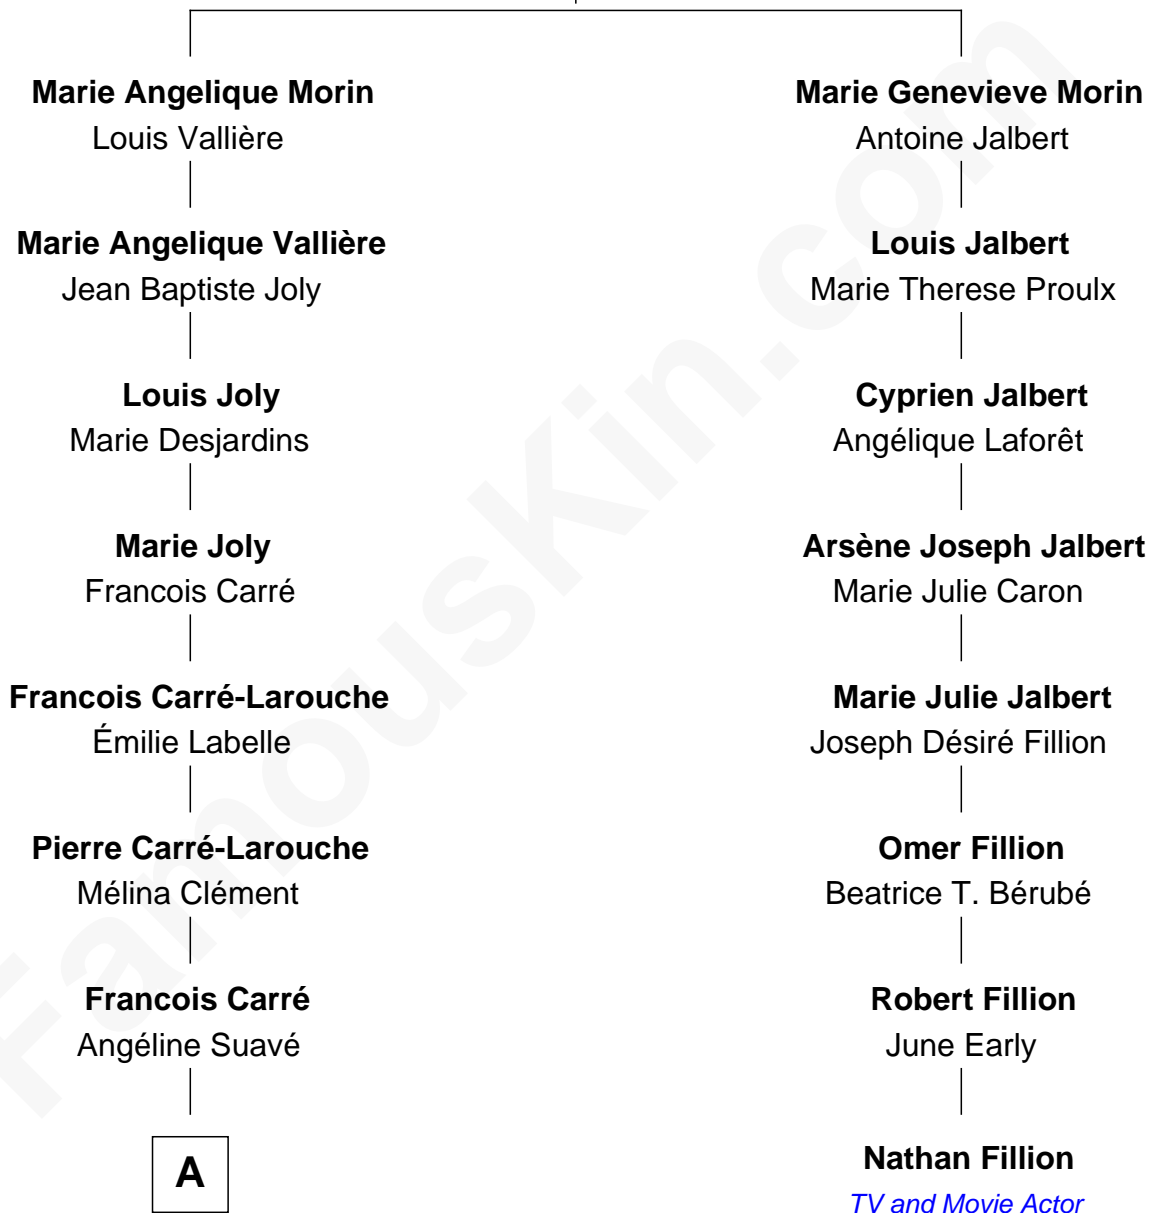 Marie Angelique Morin
Louis Vallière
Marie Genevieve Morin
Antoine Jalbert
Marie Angelique Vallière
Jean Baptiste Joly
Louis Jalbert
Marie Therese Proulx
Louis Joly
Marie Desjardins
Cyprien Jalbert
Angélique Laforêt
Marie Joly
Francois Carré
Arsène Joseph Jalbert
Marie Julie Caron
Francois Carré-Larouche
Émilie Labelle
Marie Julie Jalbert
Joseph Désiré Fillion
Pierre Carré-Larouche
Mélina Clément
Omer Fillion
Beatrice T. Bérubé
Francois Carré
Angéline Suavé
Robert Fillion
June Early
A
Nathan Fillion
TV and Movie Actor
FamousKin.com